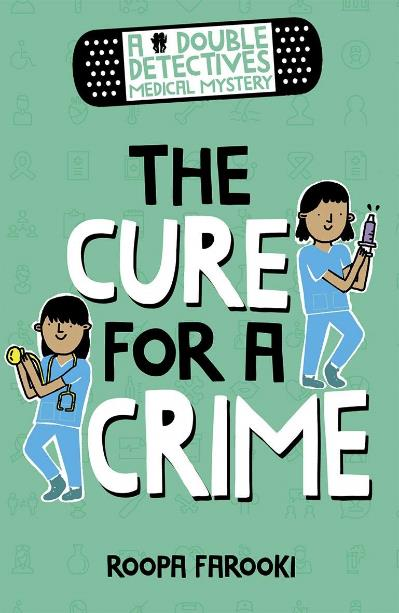 A DOUBLE
DETECTIVES
MEDICAL MYSTERY
THE
CURE
FOR A
CRIME
ROOPA FAROOKI